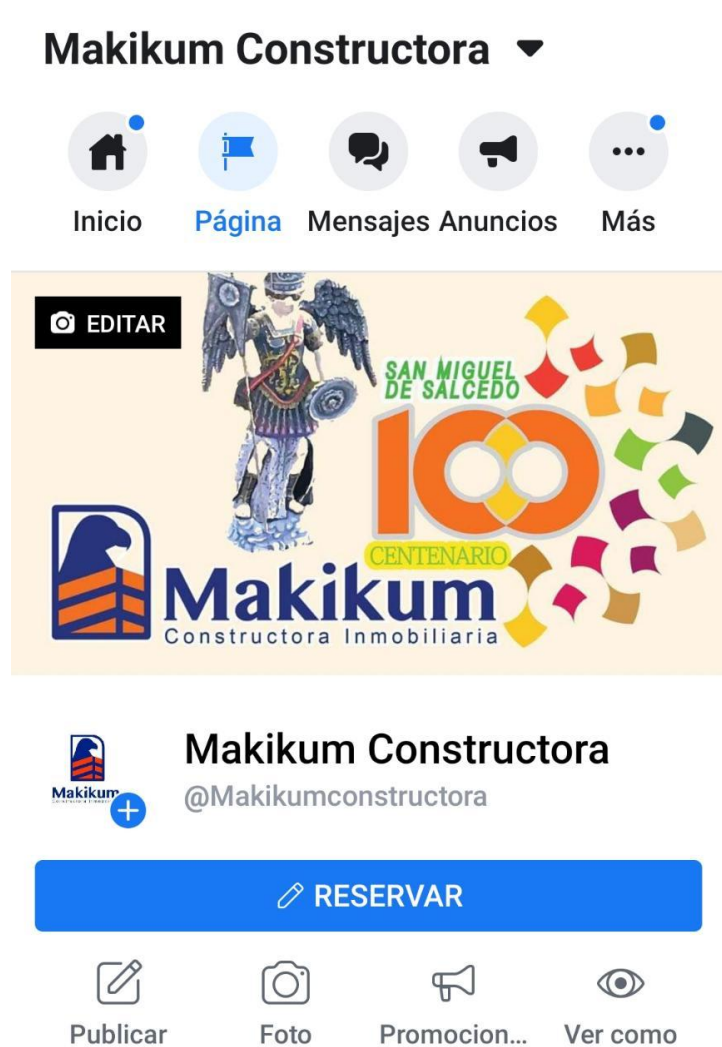 Makikum Constructora
Inicio
Página
Mensajes
Anuncios
Más
EDITAR
SAN MIGUEL
DE SALCEDO
100
CENTENARIO
Makikum
Constructora Inmobiliaria
Makikum Constructora
Makikum
@Makikumconstructora
RESERVAR
Publicar
Foto
Promocion...
Ver como